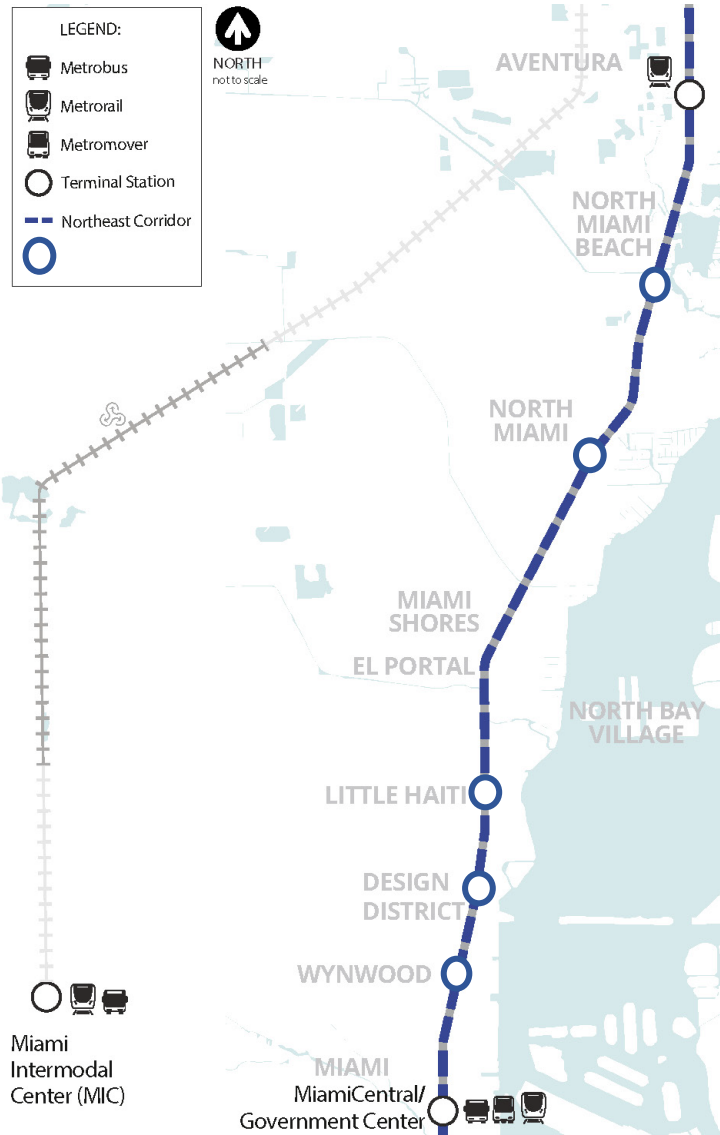 LEGEND:
Metrobus
Metrorail
Metromover
Terminal Station
Northeast Corridor
NORTH
not to scale
AVENTURA
NORTH
MIAMI
BEACH
NORTH
MIAMI
MIAMI
SHORES
EL PORTAL
NORTH BAY
VILLAGE
LITTLE HAITI
DESIGN
DISTRICT
WYNWOOD
Miami
Intermodal
Center (MIC)
MIAMI
MiamiCentral/
Government Center